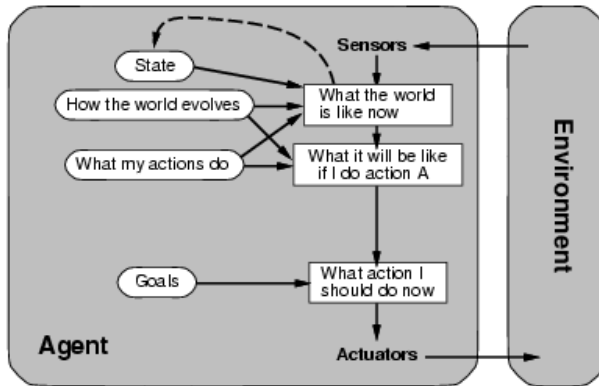 Sensors
State
What the world
is like now
How the world evolves
What my actions do
What it will be like
if I do action A
Goals
What action I
should do now
Agent
Actuators
Environment